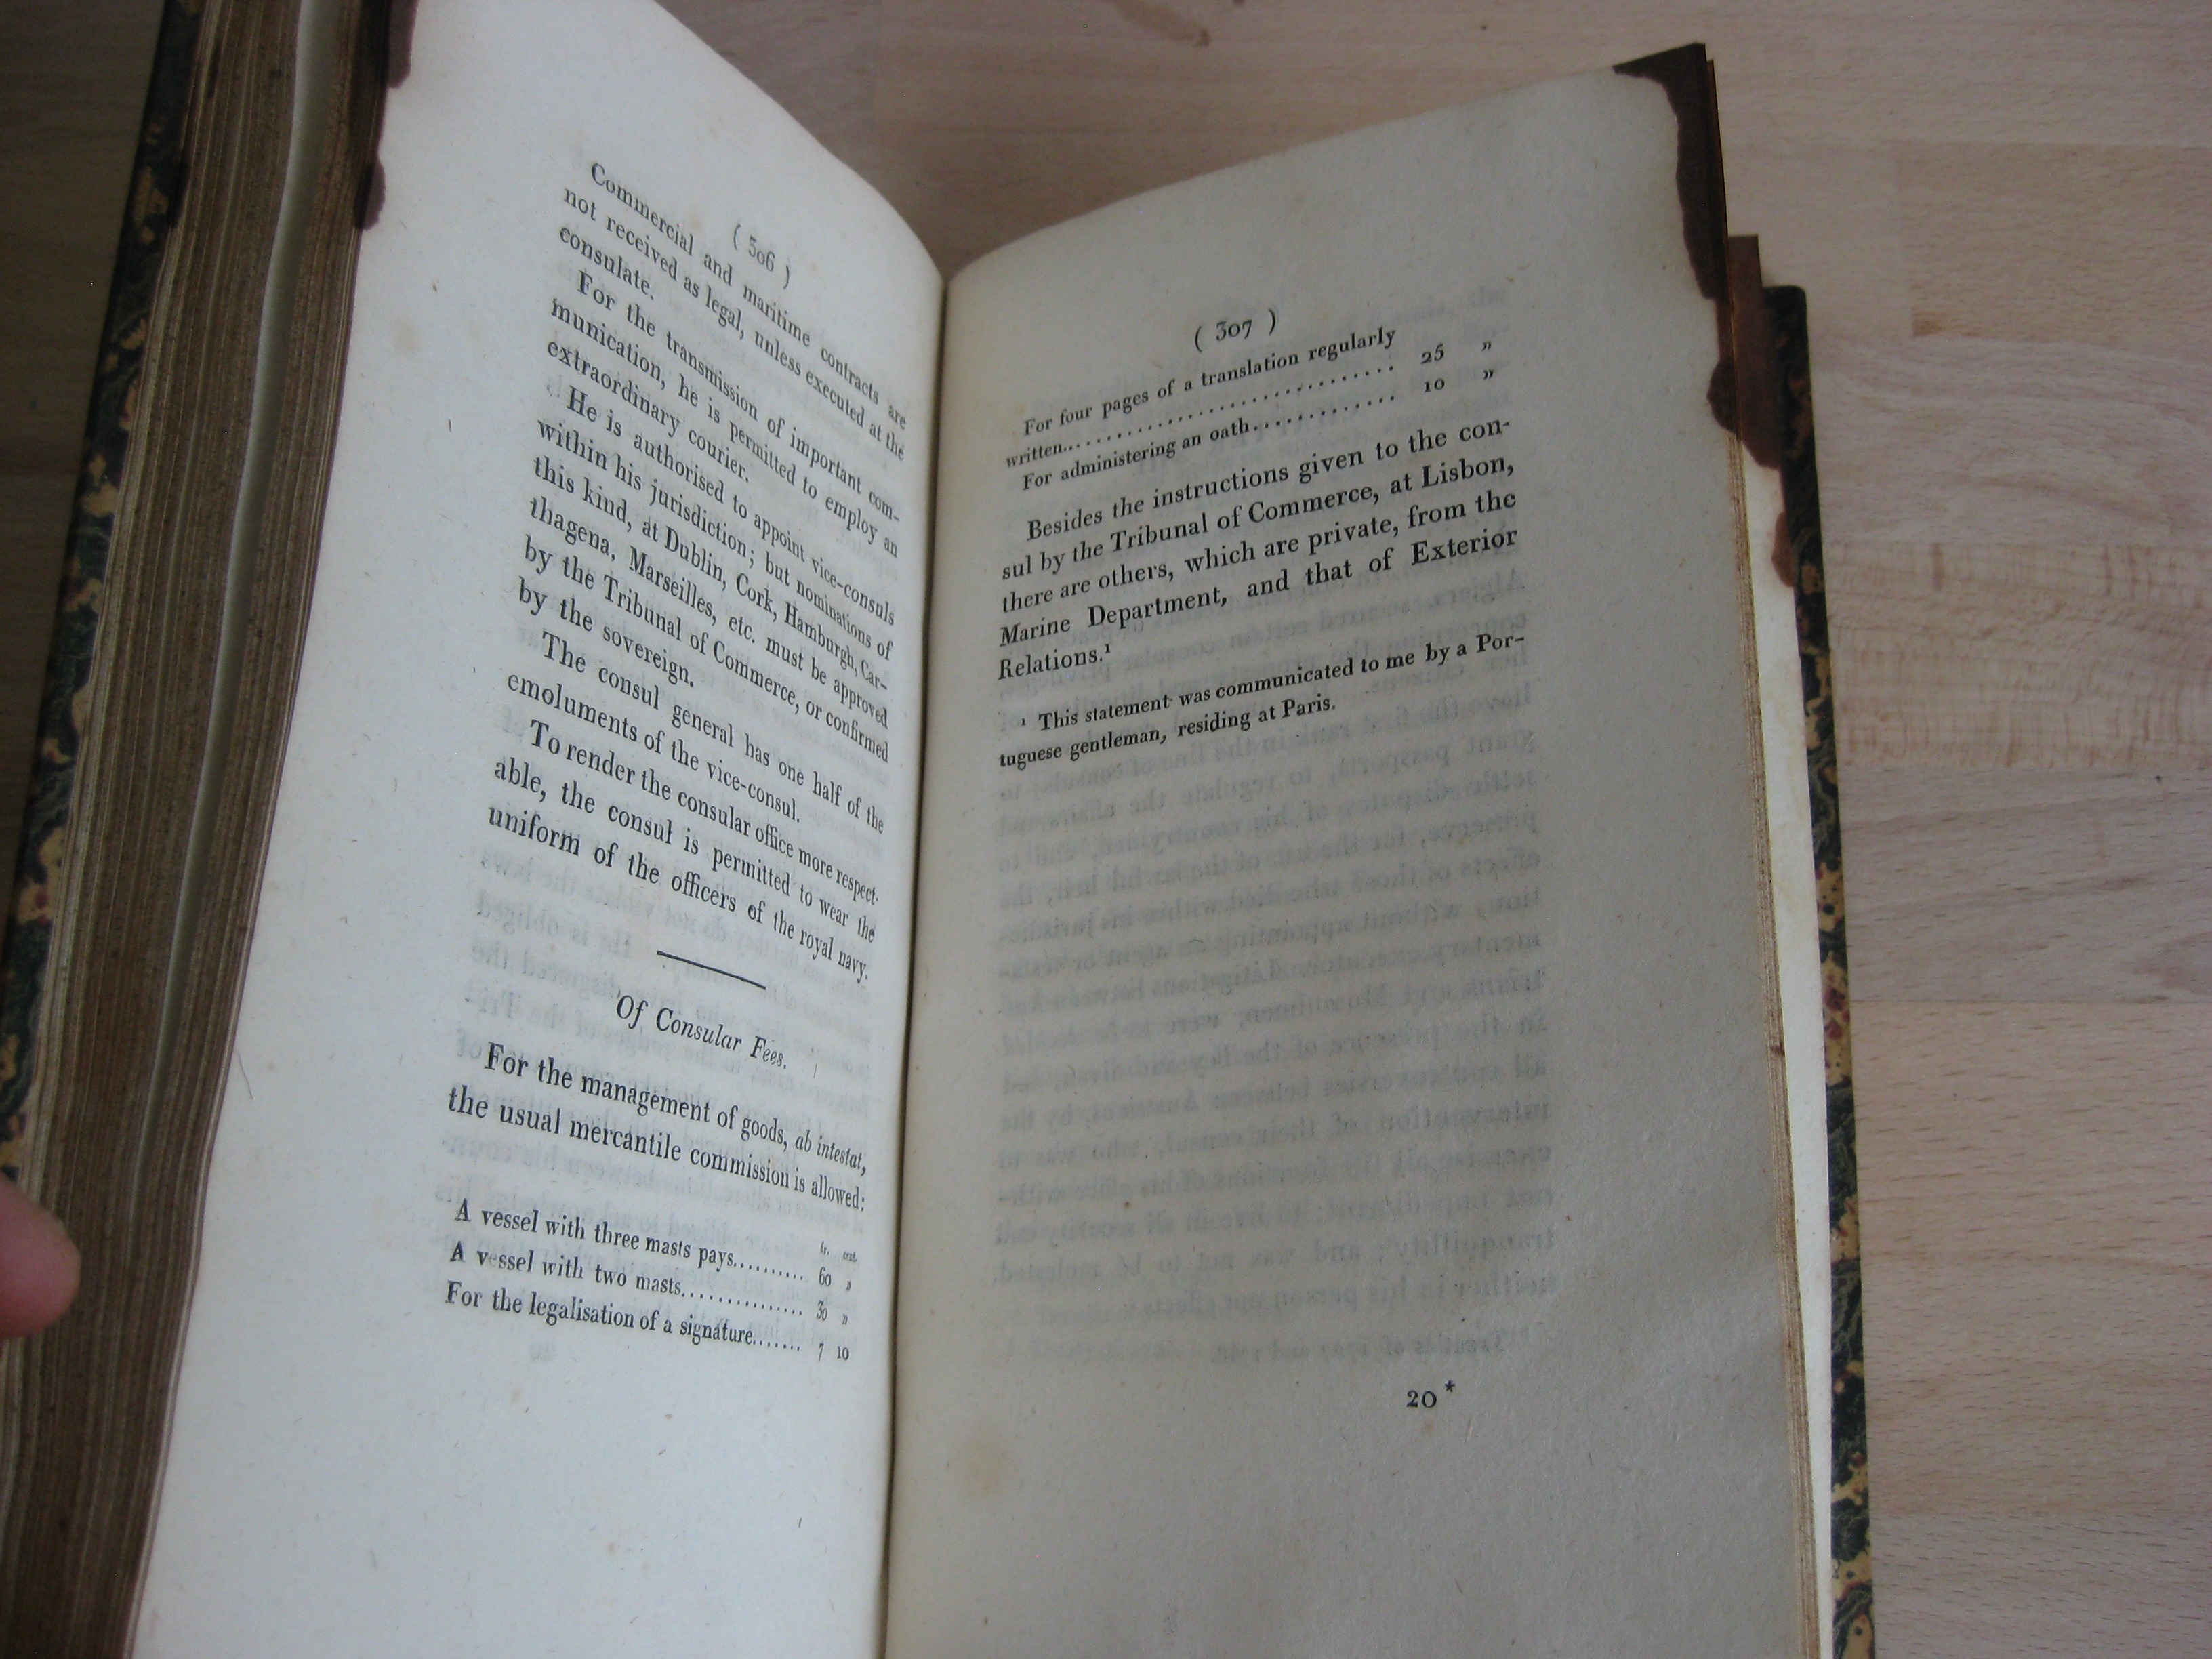 ( 306 )
Commercial and maritime contracts are
not received as legal, unless executed at the
consulate.
For the transmission of important com-
munication, he is permitted to employ an
extraordinary courier.
He is authorised to appoint vice-consuls
within his jurisdiction; but nominations of
this kind, at Dublin, Cork, Hamburgh, Car-
thagena, Marseilles, etc. must be approved
by the Tribunal of Commerce, or confirmed
by the sovereign.
The consul general has one half of the
emoluments of the vice-consul.
To render the consular office more respect-
able, the consul is permitted to wear the
uniform of the officers of the royal navy.
Of Consular Fees.
For the management of goods, ab intestat,
the usual mercantile commission is allowed:
fr. cent.
A vessel with three masts pays.......... 60 »
A vessel with two masts............... 30 »
For the legalisation of a signature....... 7 10
( 307 )
For four pages of a translation regularly
written.................................. 25 »
For administering an oath............ 10 »
Besides the instructions given to the con-
sul by the Tribunal of Commerce, at Lisbon,
there are others, which are private, from the
Marine Department, and that of Exterior
Relations.¹
¹ This statement was communicated to me by a Por-
tuguese gentleman, residing at Paris.
20*